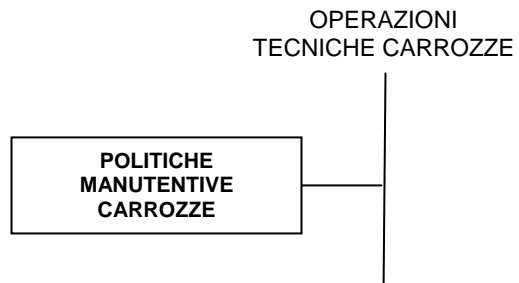 OPERAZIONI
TECNICHE CARROZZE
POLITICHE
MANUTENTIVE
CARROZZE